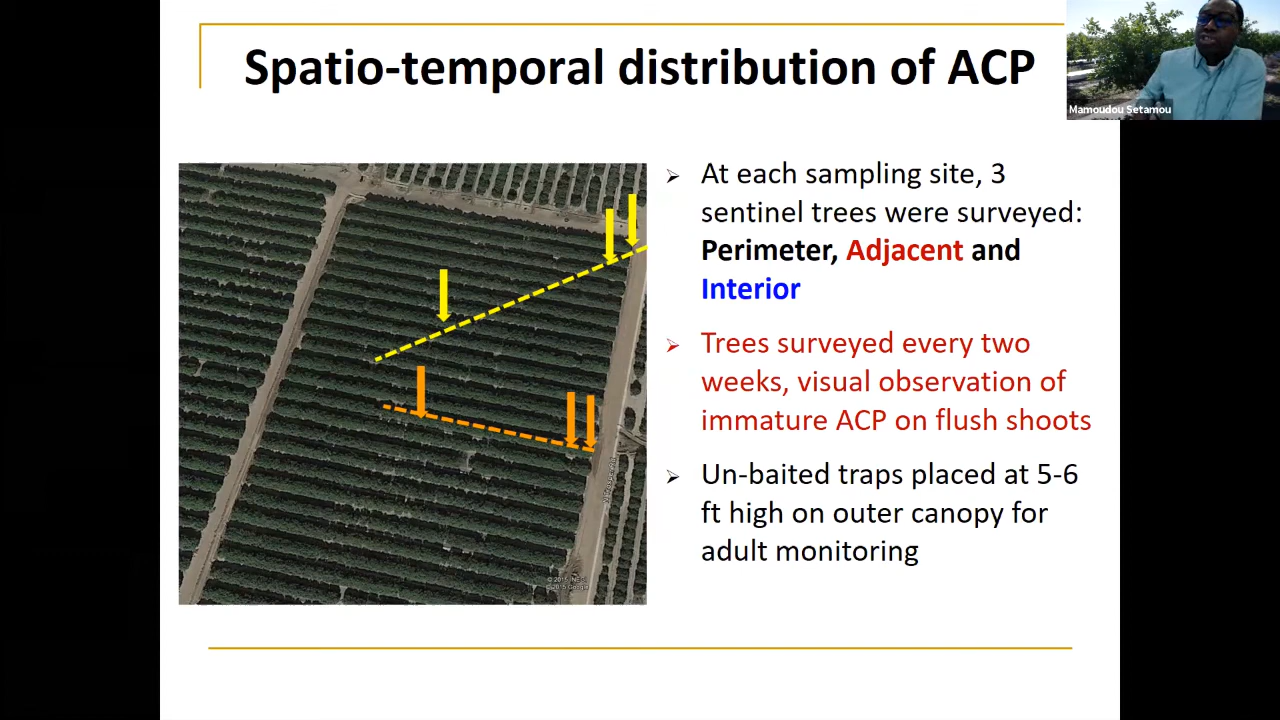 Spatio-temporal distribution of ACP
Mamoudou Setamou
At each sampling site, 3
sentinel trees were surveyed:
Perimeter, Adjacent and
Interior
Trees surveyed every two
weeks, visual observation of
immature ACP on flush shoots
Un-baited traps placed at 5-6
ft high on outer canopy for
adult monitoring
© 2015 Google